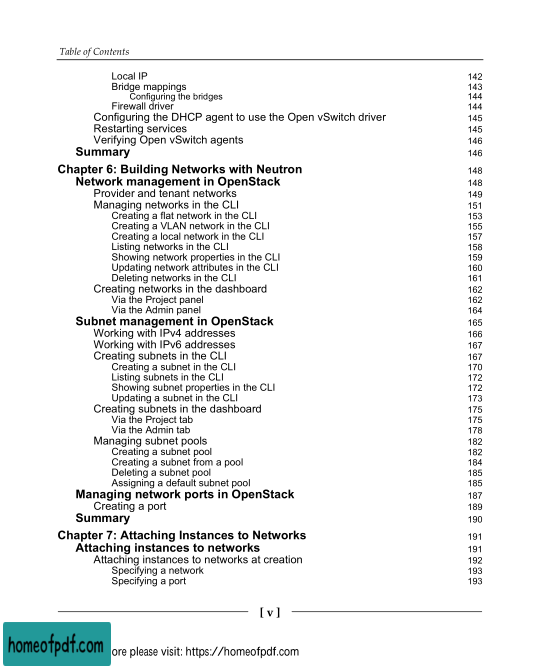 Table of Contents
Local IP 142
Bridge mappings 143
Configuring the bridges 144
Firewall driver 144
Configuring the DHCP agent to use the Open vSwitch driver 145
Restarting services 145
Verifying Open vSwitch agents 146
Summary 146
Chapter 6: Building Networks with Neutron 148
Network management in OpenStack 148
Provider and tenant networks 149
Managing networks in the CLI 151
Creating a flat network in the CLI 153
Creating a VLAN network in the CLI 155
Creating a local network in the CLI 157
Listing networks in the CLI 158
Showing network properties in the CLI 159
Updating network attributes in the CLI 160
Deleting networks in the CLI 161
Creating networks in the dashboard 162
Via the Project panel 162
Via the Admin panel 164
Subnet management in OpenStack 165
Working with IPv4 addresses 166
Working with IPv6 addresses 167
Creating subnets in the CLI 167
Creating a subnet in the CLI 170
Listing subnets in the CLI 172
Showing subnet properties in the CLI 172
Updating a subnet in the CLI 173
Creating subnets in the dashboard 175
Via the Project tab 175
Via the Admin tab 178
Managing subnet pools 182
Creating a subnet pool 182
Creating a subnet from a pool 184
Deleting a subnet pool 185
Assigning a default subnet pool 185
Managing network ports in OpenStack 187
Creating a port 189
Summary 190
Chapter 7: Attaching Instances to Networks 191
Attaching instances to networks 191
Attaching instances to networks at creation 192
Specifying a network 193
Specifying a port 193
[ v ]
homeofpdf.com
ore please visit: https://homeofpdf.com